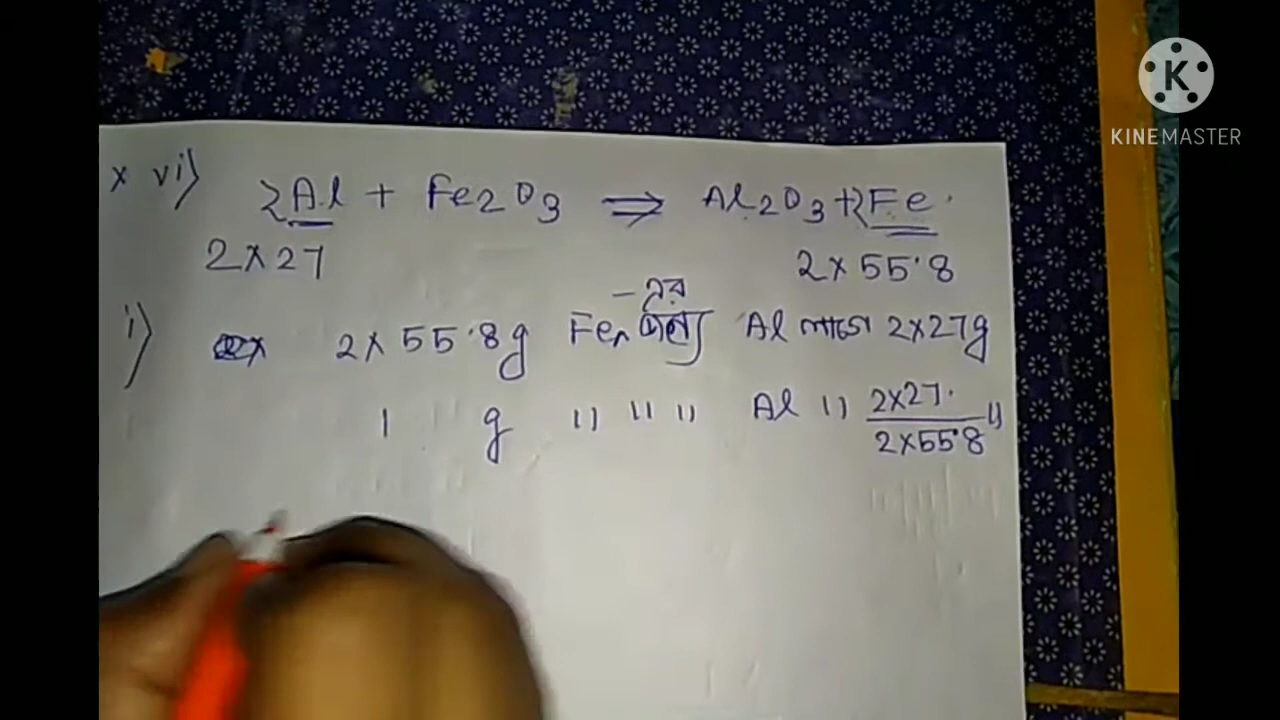 K
KINEMASTER
x vi) 2Al + Fe2O3 ⇒ Al2O3 + 2Fe.
2×27 2×55.8
i) 2×55.8g Fe -এর জন্য Al লাগে 2×27g
1 g " " " Al " 2×27/2×55.8 "